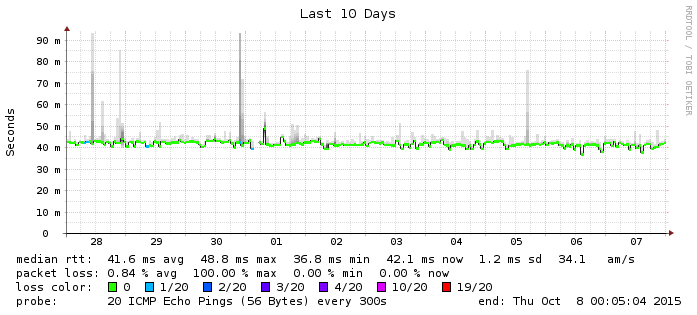 Last 10 Days
RRDTOOL / TOBI OETIKER
Seconds
90 m
80 m
70 m
60 m
50 m
40 m
30 m
20 m
10 m
0
28 29 30 01 02 03 04 05 06 07
median rtt: 41.6 ms avg 48.8 ms max 36.8 ms min 42.1 ms now 1.2 ms sd 34.1 am/s
packet loss: 0.84 % avg 100.00 % max 0.00 % min 0.00 % now
loss color: 0 1/20 2/20 3/20 4/20 10/20 19/20
probe: 20 ICMP Echo Pings (56 Bytes) every 300s end: Thu Oct 8 00:05:04 2015